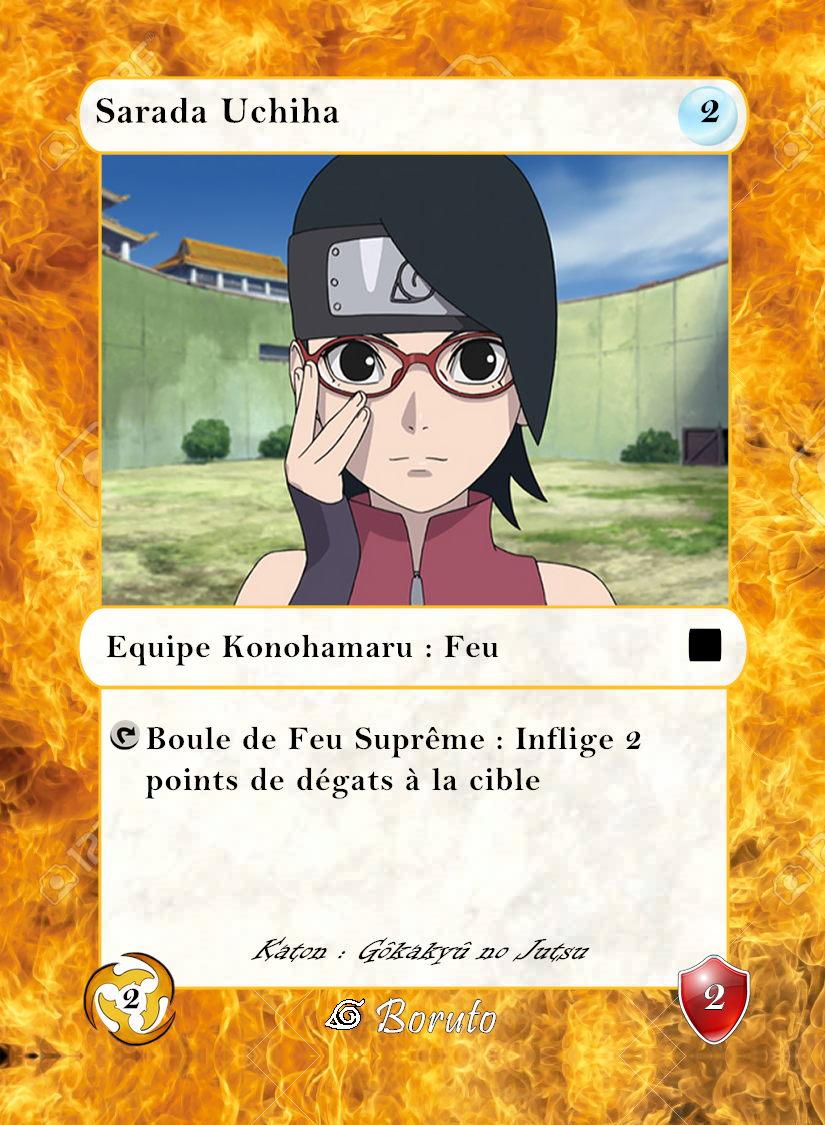 Sarada Uchiha
2
Equipe Konohamaru : Feu
Boule de Feu Suprême : Inflige 2
points de dégats à la cible
Katon : Gôkakyû no Jutsu
2
Boruto
2